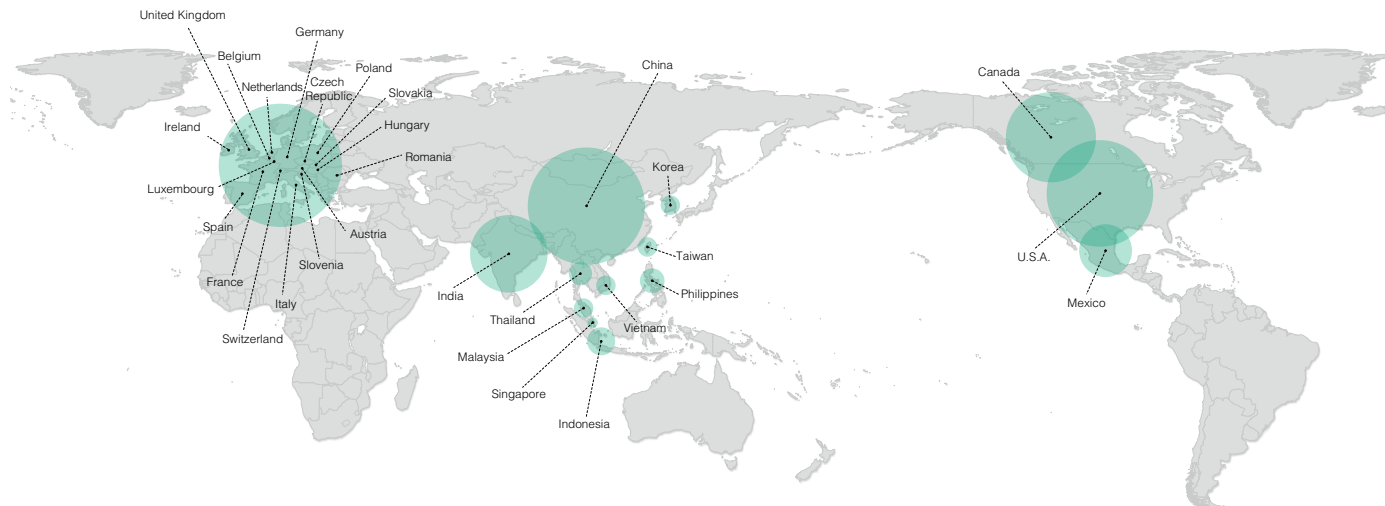 United Kingdom
Germany
Belgium
China
Poland
Canada
Czech
Republic
Netherlands
Slovakia
Ireland
Hungary
Romania
Korea
Luxembourg
Spain
Austria
Taiwan
U.S.A.
Slovenia
France
India
Philippines
Italy
Mexico
Thailand
Vietnam
Switzerland
Malaysia
Singapore
Indonesia